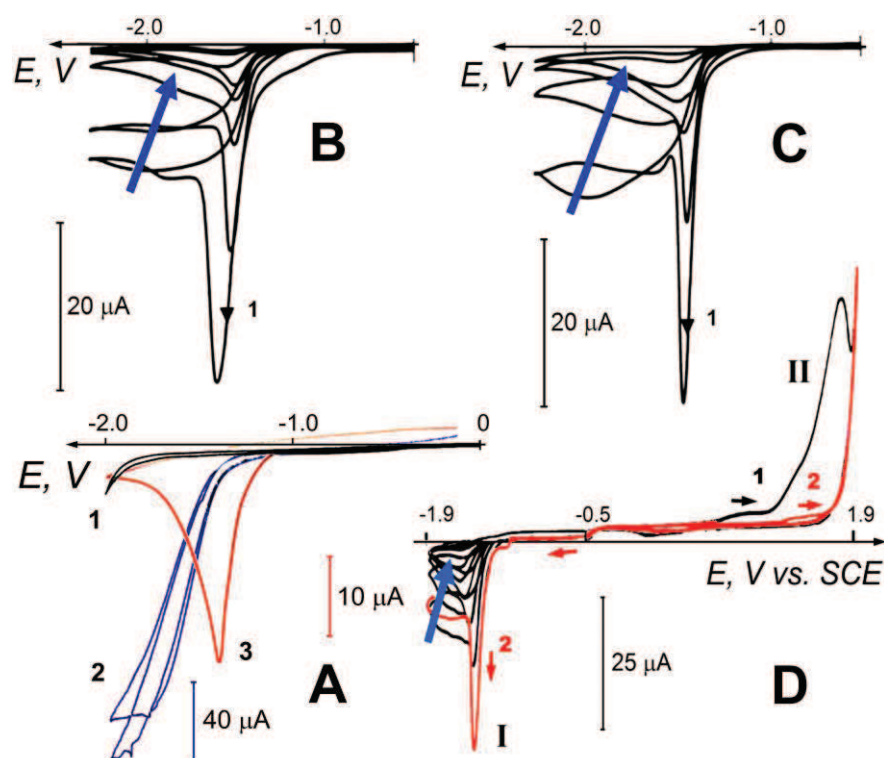 -2.0 -1.0
E, V
B
20 µA
1
-2.0 -1.0
E, V
C
20 µA
1
-2.0 -1.0 0
E, V
1
2
3
10 µA
40 µA
A
II
1
2
-1.9 -0.5 1.9
E, V vs. SCE
2
I
25 µA
D